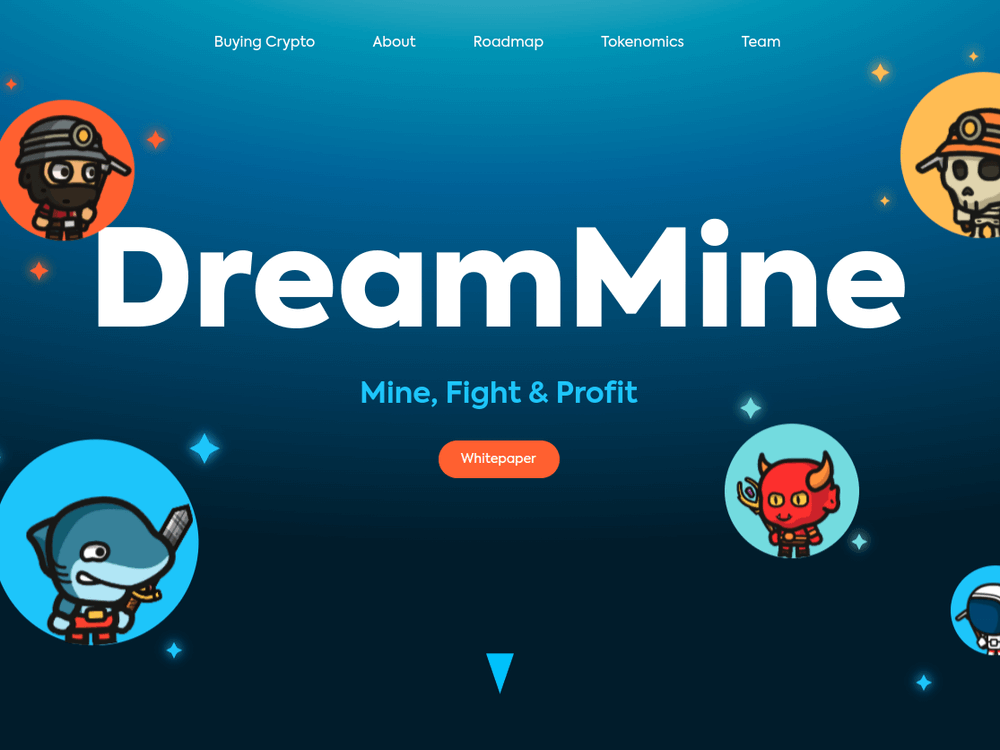 Buying Crypto About Roadmap Tokenomics Team
DreamMine
Mine, Fight & Profit
Whitepaper